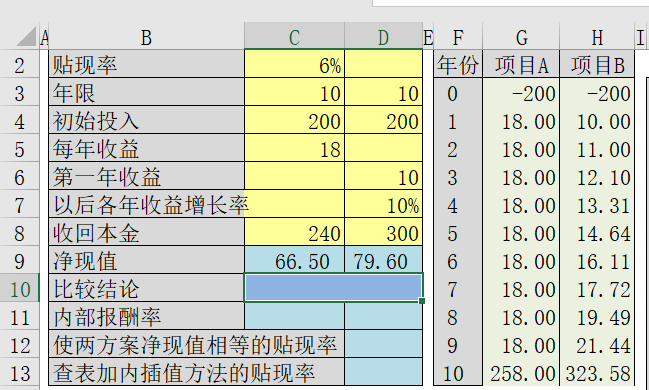 A B C D E F G H I
2 贴现率 6% 年份 项目A 项目B
3 年限 10 10 0 -200 -200
4 初始投入 200 200 1 18.00 10.00
5 每年收益 18 2 18.00 11.00
6 第一年收益 10 3 18.00 12.10
7 以后各年收益增长率 10% 4 18.00 13.31
8 收回本金 240 300 5 18.00 14.64
9 净现值 66.50 79.60 6 18.00 16.11
10 比较结论 7 18.00 17.72
11 内部报酬率 8 18.00 19.49
12 使两方案净现值相等的贴现率 9 18.00 21.44
13 查表加内插值方法的贴现率 10 258.00 323.58